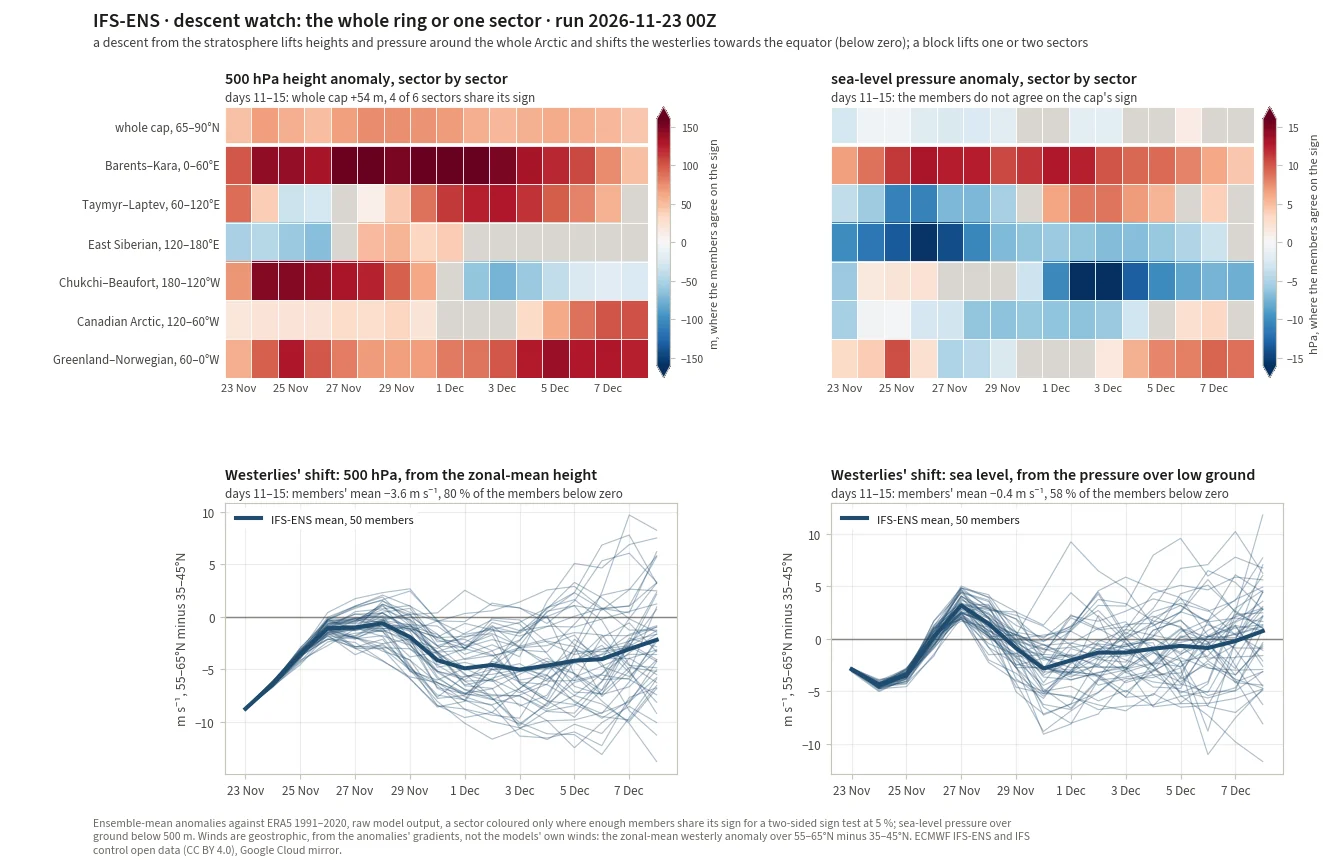 IFS-ENS · descent watch: the whole ring or one sector · run 2026-11-23 00Z
a descent from the stratosphere lifts heights and pressure around the whole Arctic and shifts the westerlies towards the equator (below zero); a block lifts one or two sectors
500 hPa height anomaly, sector by sector
days 11–15: whole cap +54 m, 4 of 6 sectors share its sign
whole cap, 65–90°N
Barents–Kara, 0–60°E
Taymyr–Laptev, 60–120°E
East Siberian, 120–180°E
Chukchi–Beaufort, 180–120°W
Canadian Arctic, 120–60°W
Greenland–Norwegian, 60–0°W
23 Nov 25 Nov 27 Nov 29 Nov 1 Dec 3 Dec 5 Dec 7 Dec
150
100
50
0
−50
−100
−150
m, where the members agree on the sign
sea-level pressure anomaly, sector by sector
days 11–15: the members do not agree on the cap's sign
23 Nov 25 Nov 27 Nov 29 Nov 1 Dec 3 Dec 5 Dec 7 Dec
15
10
5
0
−5
−10
−15
hPa, where the members agree on the sign
Westerlies' shift: 500 hPa, from the zonal-mean height
days 11–15: members' mean −3.6 m s⁻¹, 80 % of the members below zero
IFS-ENS mean, 50 members
m s⁻¹, 55–65°N minus 35–45°N
10
5
0
−5
−10
23 Nov 25 Nov 27 Nov 29 Nov 1 Dec 3 Dec 5 Dec 7 Dec
Westerlies' shift: sea level, from the pressure over low ground
days 11–15: members' mean −0.4 m s⁻¹, 58 % of the members below zero
IFS-ENS mean, 50 members
m s⁻¹, 55–65°N minus 35–45°N
10
5
0
−5
−10
23 Nov 25 Nov 27 Nov 29 Nov 1 Dec 3 Dec 5 Dec 7 Dec
Ensemble-mean anomalies against ERA5 1991–2020, raw model output, a sector coloured only where enough members share its sign for a two-sided sign test at 5 %; sea-level pressure over
ground below 500 m. Winds are geostrophic, from the anomalies' gradients, not the models' own winds: the zonal-mean westerly anomaly over 55–65°N minus 35–45°N. ECMWF IFS-ENS and IFS
control open data (CC BY 4.0), Google Cloud mirror.